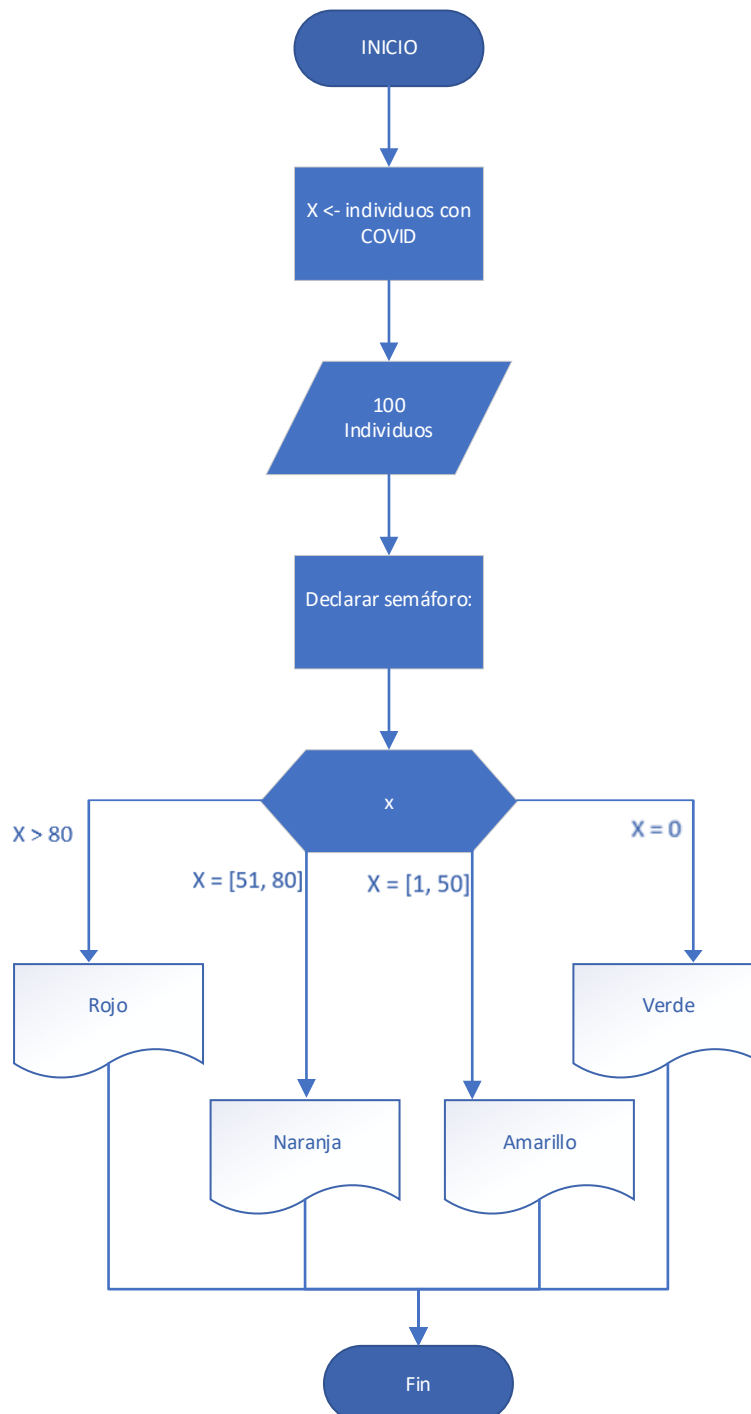 INICIO
X <- individuos con
COVID
100
Individuos
Declarar semáforo:
x
X > 80
X = [51, 80]
X = [1, 50]
X = 0
Rojo
Verde
Naranja
Amarillo
Fin